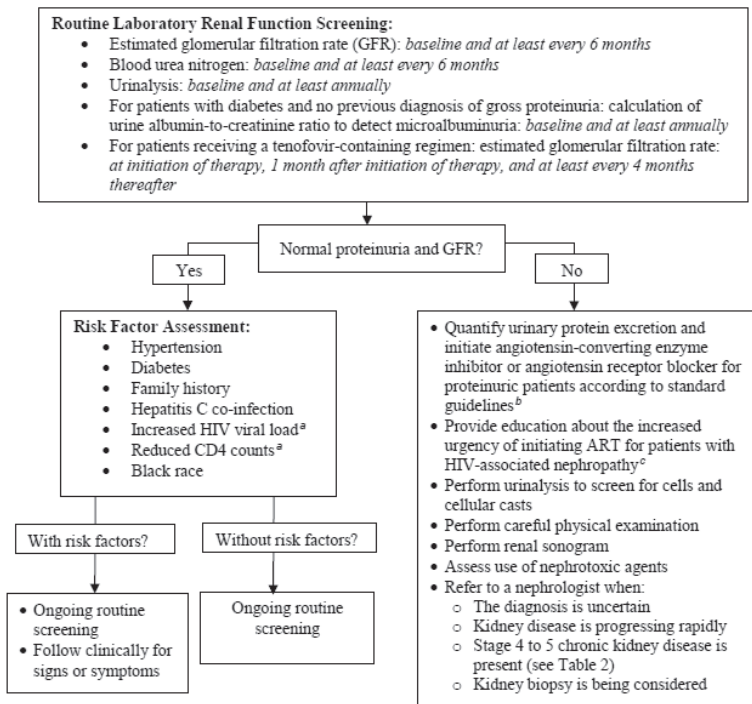 Routine Laboratory Renal Function Screening:
• Estimated glomerular filtration rate (GFR): baseline and at least every 6 months
• Blood urea nitrogen: baseline and at least every 6 months
• Urinalysis: baseline and at least annually
• For patients with diabetes and no previous diagnosis of gross proteinuria: calculation of
urine albumin-to-creatinine ratio to detect microalbuminuria: baseline and at least annually
• For patients receiving a tenofovir-containing regimen: estimated glomerular filtration rate:
at initiation of therapy, 1 month after initiation of therapy, and at least every 4 months
thereafter
Normal proteinuria and GFR?
Yes
No
Risk Factor Assessment:
• Hypertension
• Diabetes
• Family history
• Hepatitis C co-infection
• Increased HIV viral load^a
• Reduced CD4 counts^a
• Black race
With risk factors?
Without risk factors?
• Ongoing routine
screening
• Follow clinically for
signs or symptoms
Ongoing routine
screening
• Quantify urinary protein excretion and
initiate angiotensin-converting enzyme
inhibitor or angiotensin receptor blocker for
proteinuric patients according to standard
guidelines^b
• Provide education about the increased
urgency of initiating ART for patients with
HIV-associated nephropathy^c
• Perform urinalysis to screen for cells and
cellular casts
• Perform careful physical examination
• Perform renal sonogram
• Assess use of nephrotoxic agents
• Refer to a nephrologist when:
o The diagnosis is uncertain
o Kidney disease is progressing rapidly
o Stage 4 to 5 chronic kidney disease is
present (see Table 2)
o Kidney biopsy is being considered